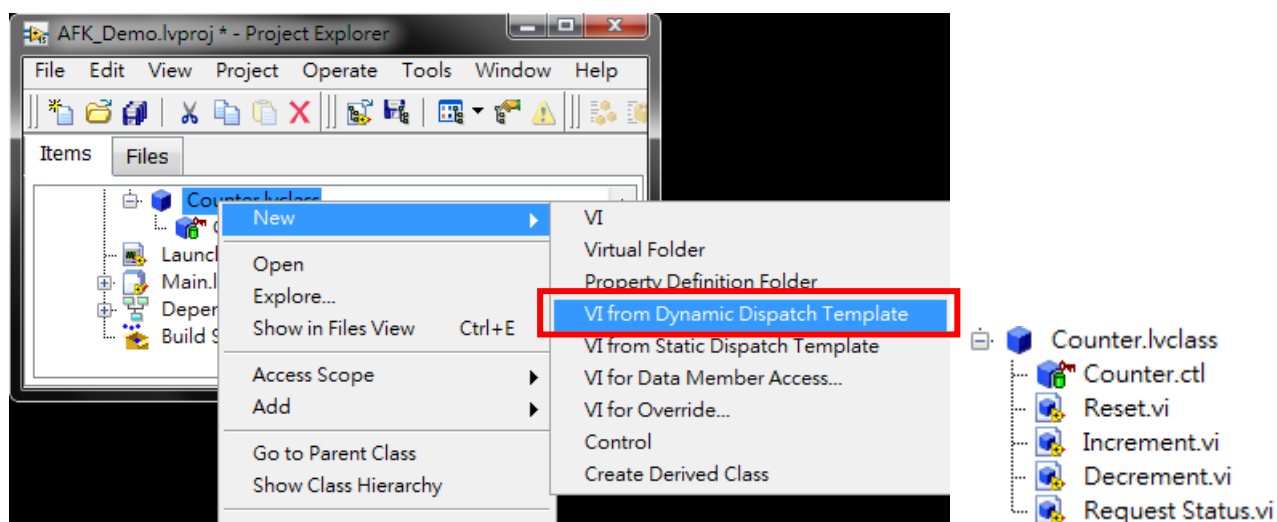 AFK_Demo.lvproj * - Project Explorer
File Edit View Project Operate Tools Window Help
Items Files
Counter.lvclass
Launch
Main.l
Depen
Build S
New
Open
Explore...
Show in Files View Ctrl+E
Access Scope
Add
Go to Parent Class
Show Class Hierarchy
VI
Virtual Folder
Property Definition Folder
VI from Dynamic Dispatch Template
VI from Static Dispatch Template
VI for Data Member Access...
VI for Override...
Control
Create Derived Class
Counter.lvclass
Counter.ctl
Reset.vi
Increment.vi
Decrement.vi
Request Status.vi